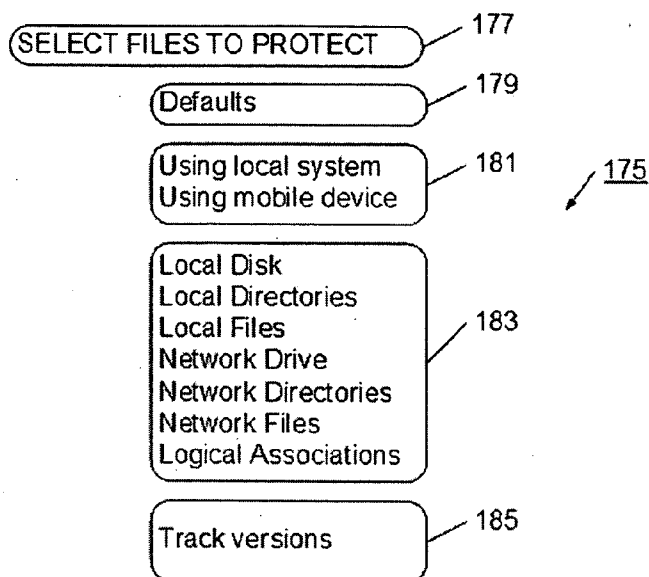 SELECT FILES TO PROTECT 177
Defaults 179
Using local system 181
Using mobile device
175
Local Disk
Local Directories
Local Files 183
Network Drive
Network Directories
Network Files
Logical Associations
Track versions 185